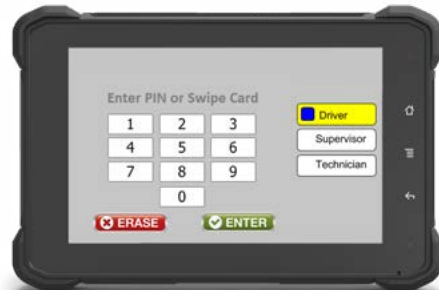 Enter PIN or Swipe Card
1 2 3
4 5 6
7 8 9
0
ERASE ENTER
Driver
Supervisor
Technician